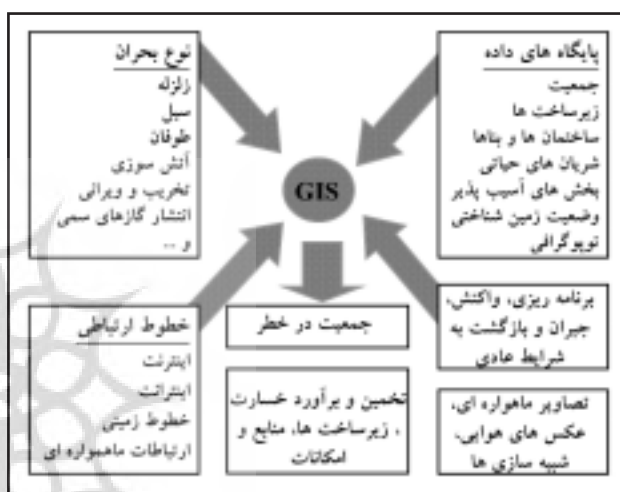 پایگاه های داده
جمعیت
زیرساخت ها
ساختمان ها و بناها
شریان های حیاتی
بخش های آسیب پذیر
وضعیت زمین شناختی
توپوگرافی
نوع بحران
زلزله
سیل
طوفان
آتش سوزی
تخریب و ویرانی
انتشار گازهای سمی
و ...
GIS
برنامه ریزی، واکنش،
جبران و بازگشت به
شرایط عادی
جمعیت در خطر
خطوط ارتباطی
اینترنت
اینترانت
خطوط زمینی
ارتباطات ماهواره ای
تصاویر ماهواره ای،
عکس های هوایی،
شبیه سازی ها
تخمین و برآورد خسارت
، زیرساخت ها، منابع و
امکانات